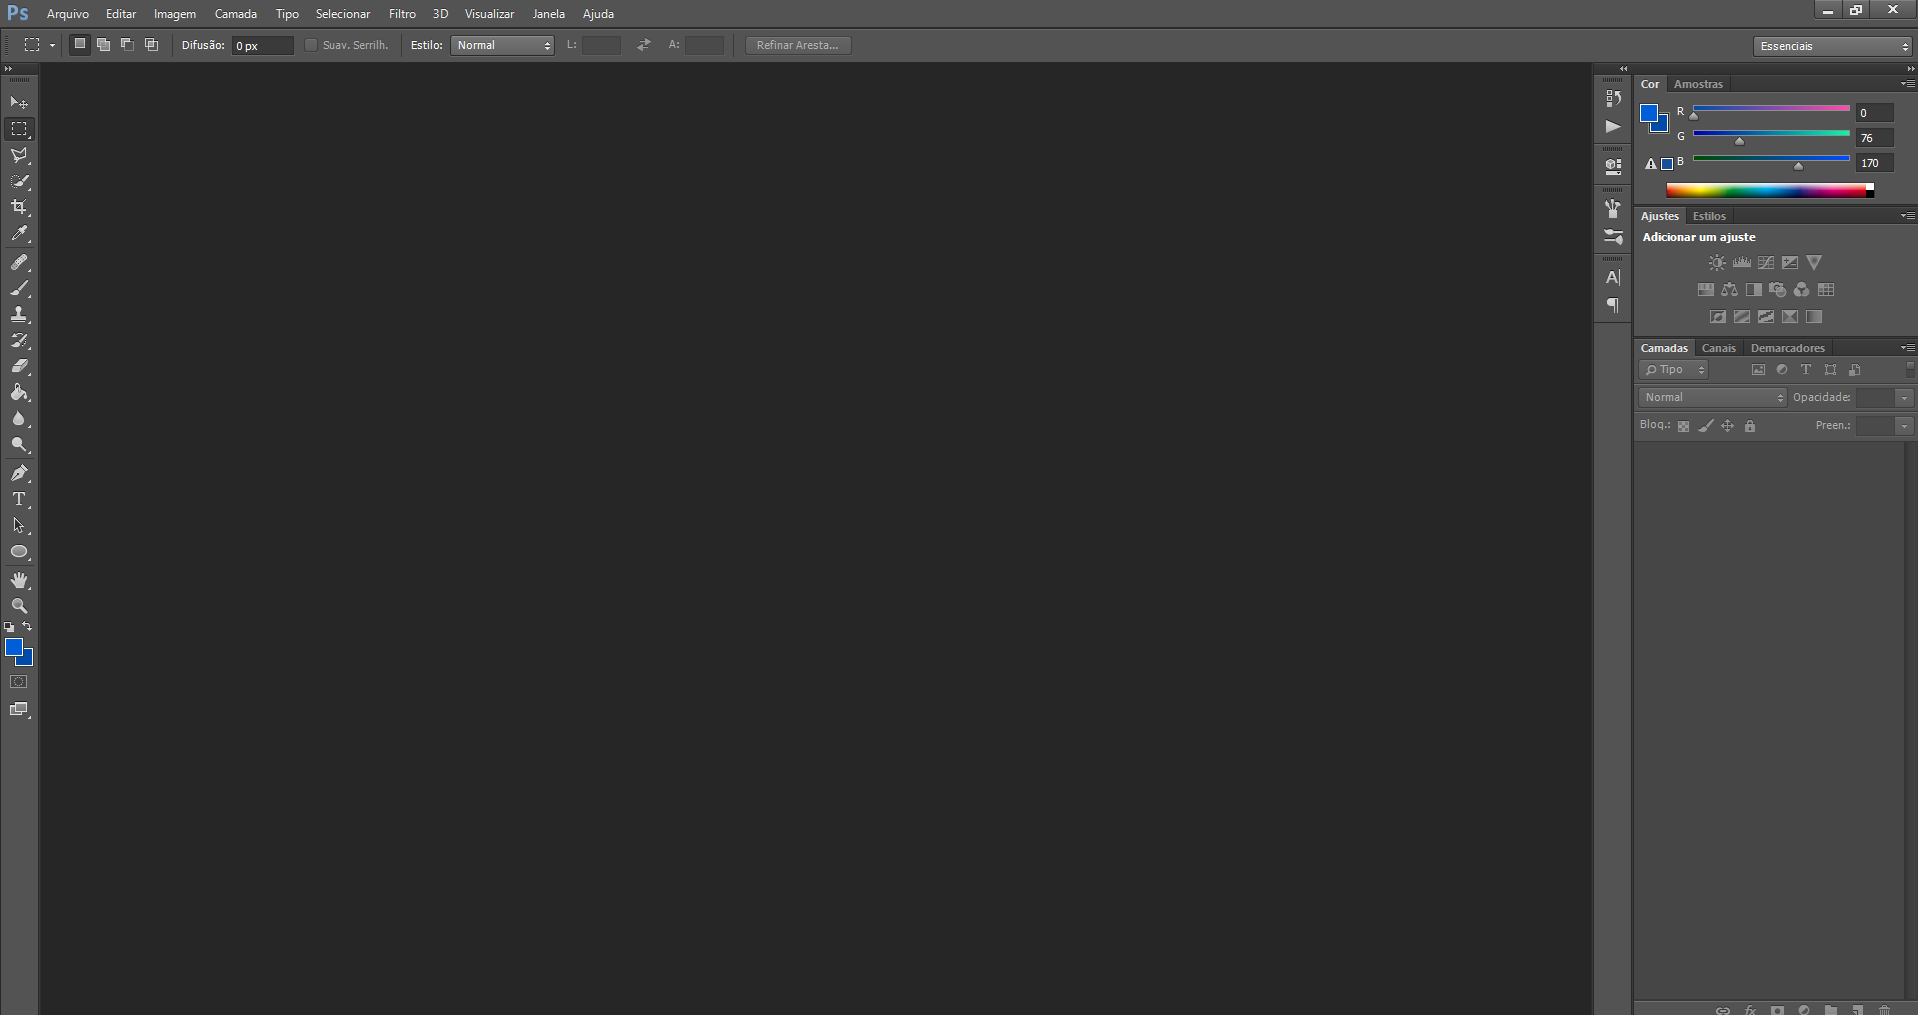 Ps Arquivo Editar Imagem Camada Tipo Selecionar Filtro 3D Visualizar Janela Ajuda
Difusão: 0 px Suav. Serrilh. Estilo: Normal L: A: Refinar Aresta... Essenciais
Cor Amostras
R 0
G 76
B 170
Ajustes Estilos
Adicionar um ajuste
Camadas Canais Demarcadores
Tipo
Normal Opacidade:
Bloq.: Preen.: